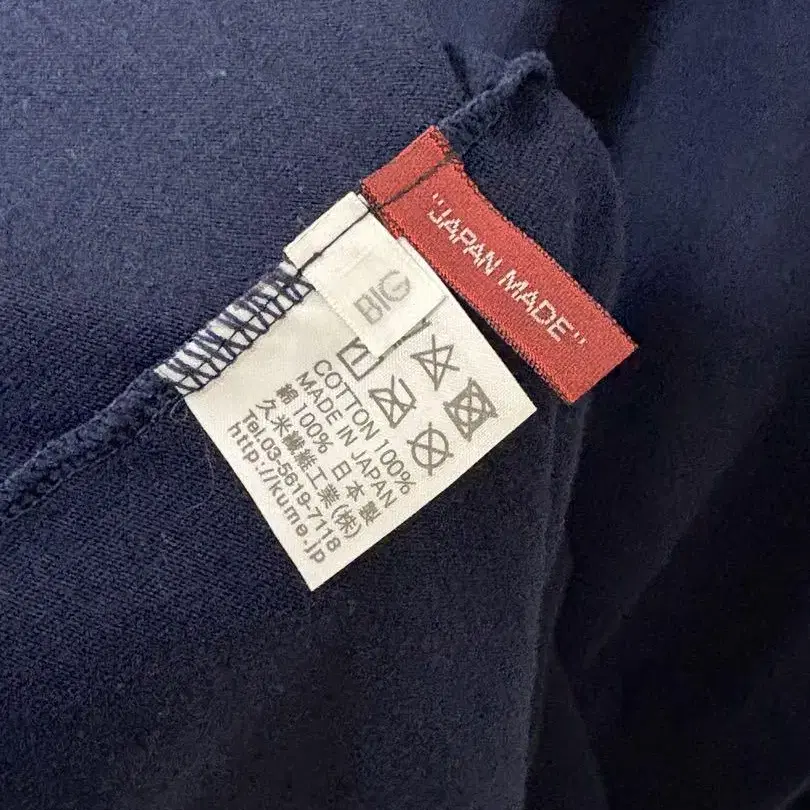 "JAPAN MADE"
BIG
COTTON 100%
MADE IN JAPAN
綿 100% 日本製
久米繊維工業(株)
Tel.03-5619-7118
http://kume.jp